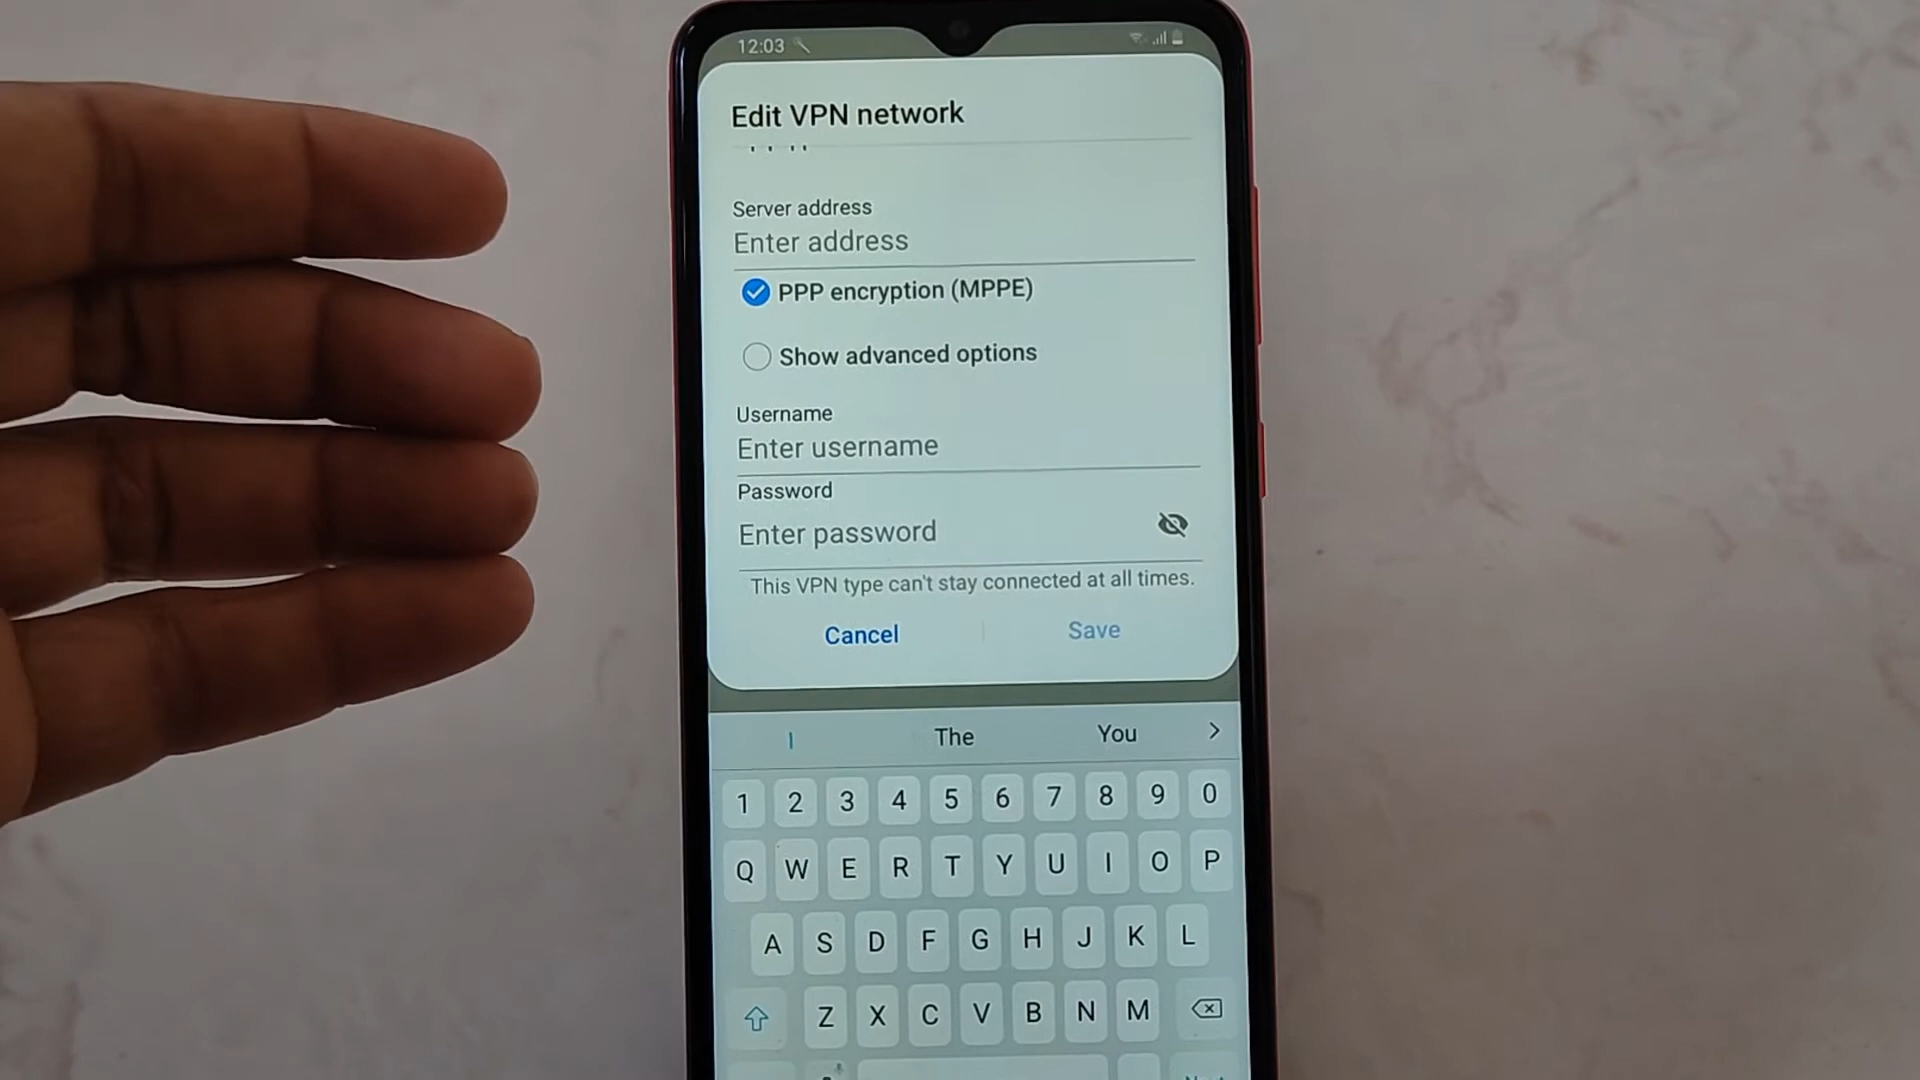 12:03
Edit VPN network
Server address
Enter address
PPP encryption (MPPE)
Show advanced options
Username
Enter username
Password
Enter password
This VPN type can't stay connected at all times.
Cancel
Save
I
The
You
1 2 3 4 5 6 7 8 9 0
Q W E R T Y U I O P
A S D F G H J K L
Z X C V B N M